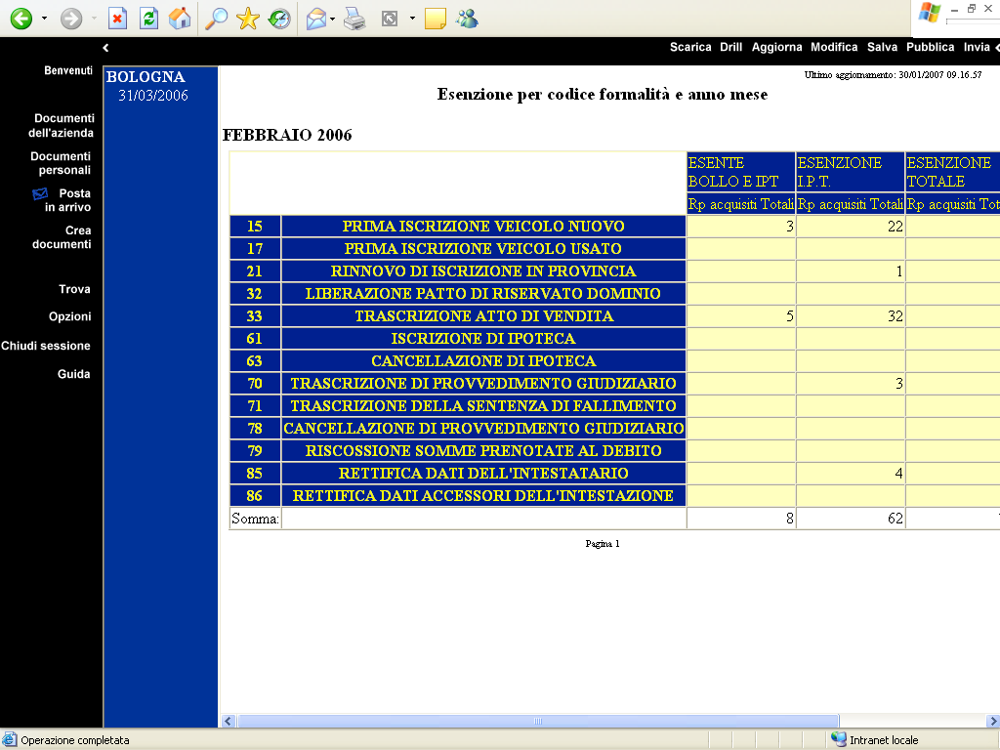 Scarica Drill Aggiorna Modifica Salva Pubblica Invia
Benvenuti
Documenti
dell'azienda
Documenti
personali
Posta
in arrivo
Crea
documenti
Trova
Opzioni
Chiudi sessione
Guida
BOLOGNA
31/03/2006
Ultimo aggiornamento: 30/01/2007 09.16.57
Esenzione per codice formalità e anno mese
FEBBRAIO 2006
ESENTE
BOLLO E IPT
ESENZIONE
I.P.T.
ESENZIONE
TOTALE
Rp acquisiti Totali Rp acquisiti Totali Rp acquisiti Tot
15 PRIMA ISCRIZIONE VEICOLO NUOVO 3 22
17 PRIMA ISCRIZIONE VEICOLO USATO
21 RINNOVO DI ISCRIZIONE IN PROVINCIA 1
32 LIBERAZIONE PATTO DI RISERVATO DOMINIO
33 TRASCRIZIONE ATTO DI VENDITA 5 32
61 ISCRIZIONE DI IPOTECA
63 CANCELLAZIONE DI IPOTECA
70 TRASCRIZIONE DI PROVVEDIMENTO GIUDIZIARIO 3
71 TRASCRIZIONE DELLA SENTENZA DI FALLIMENTO
78 CANCELLAZIONE DI PROVVEDIMENTO GIUDIZIARIO
79 RISCOSSIONE SOMME PRENOTATE AL DEBITO
85 RETTIFICA DATI DELL'INTESTATARIO 4
86 RETTIFICA DATI ACCESSORI DELL'INTESTAZIONE
Somma: 8 62
Pagina 1
Operazione completata
Intranet locale